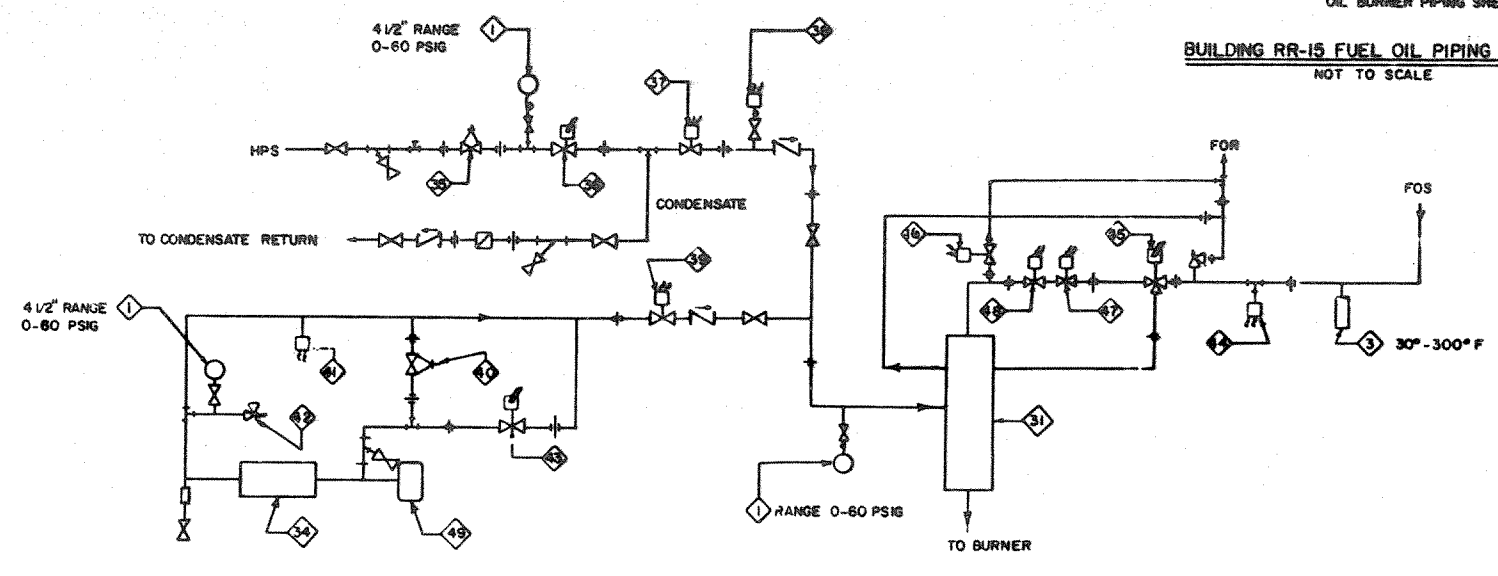 OIL BURNER PIPING
BUILDING RR-15 FUEL OIL PIPING
NOT TO SCALE
4 1/2" RANGE
0-60 PSIG
1
37
HPS
35
CONDENSATE
TO CONDENSATE RETURN
FOR
FOS
4 1/2" RANGE
0-60 PSIG
1
39
46
45
41
40
42
43
48
47
44
3
30°-300° F
31
34
49
1
RANGE 0-60 PSIG
TO BURNER